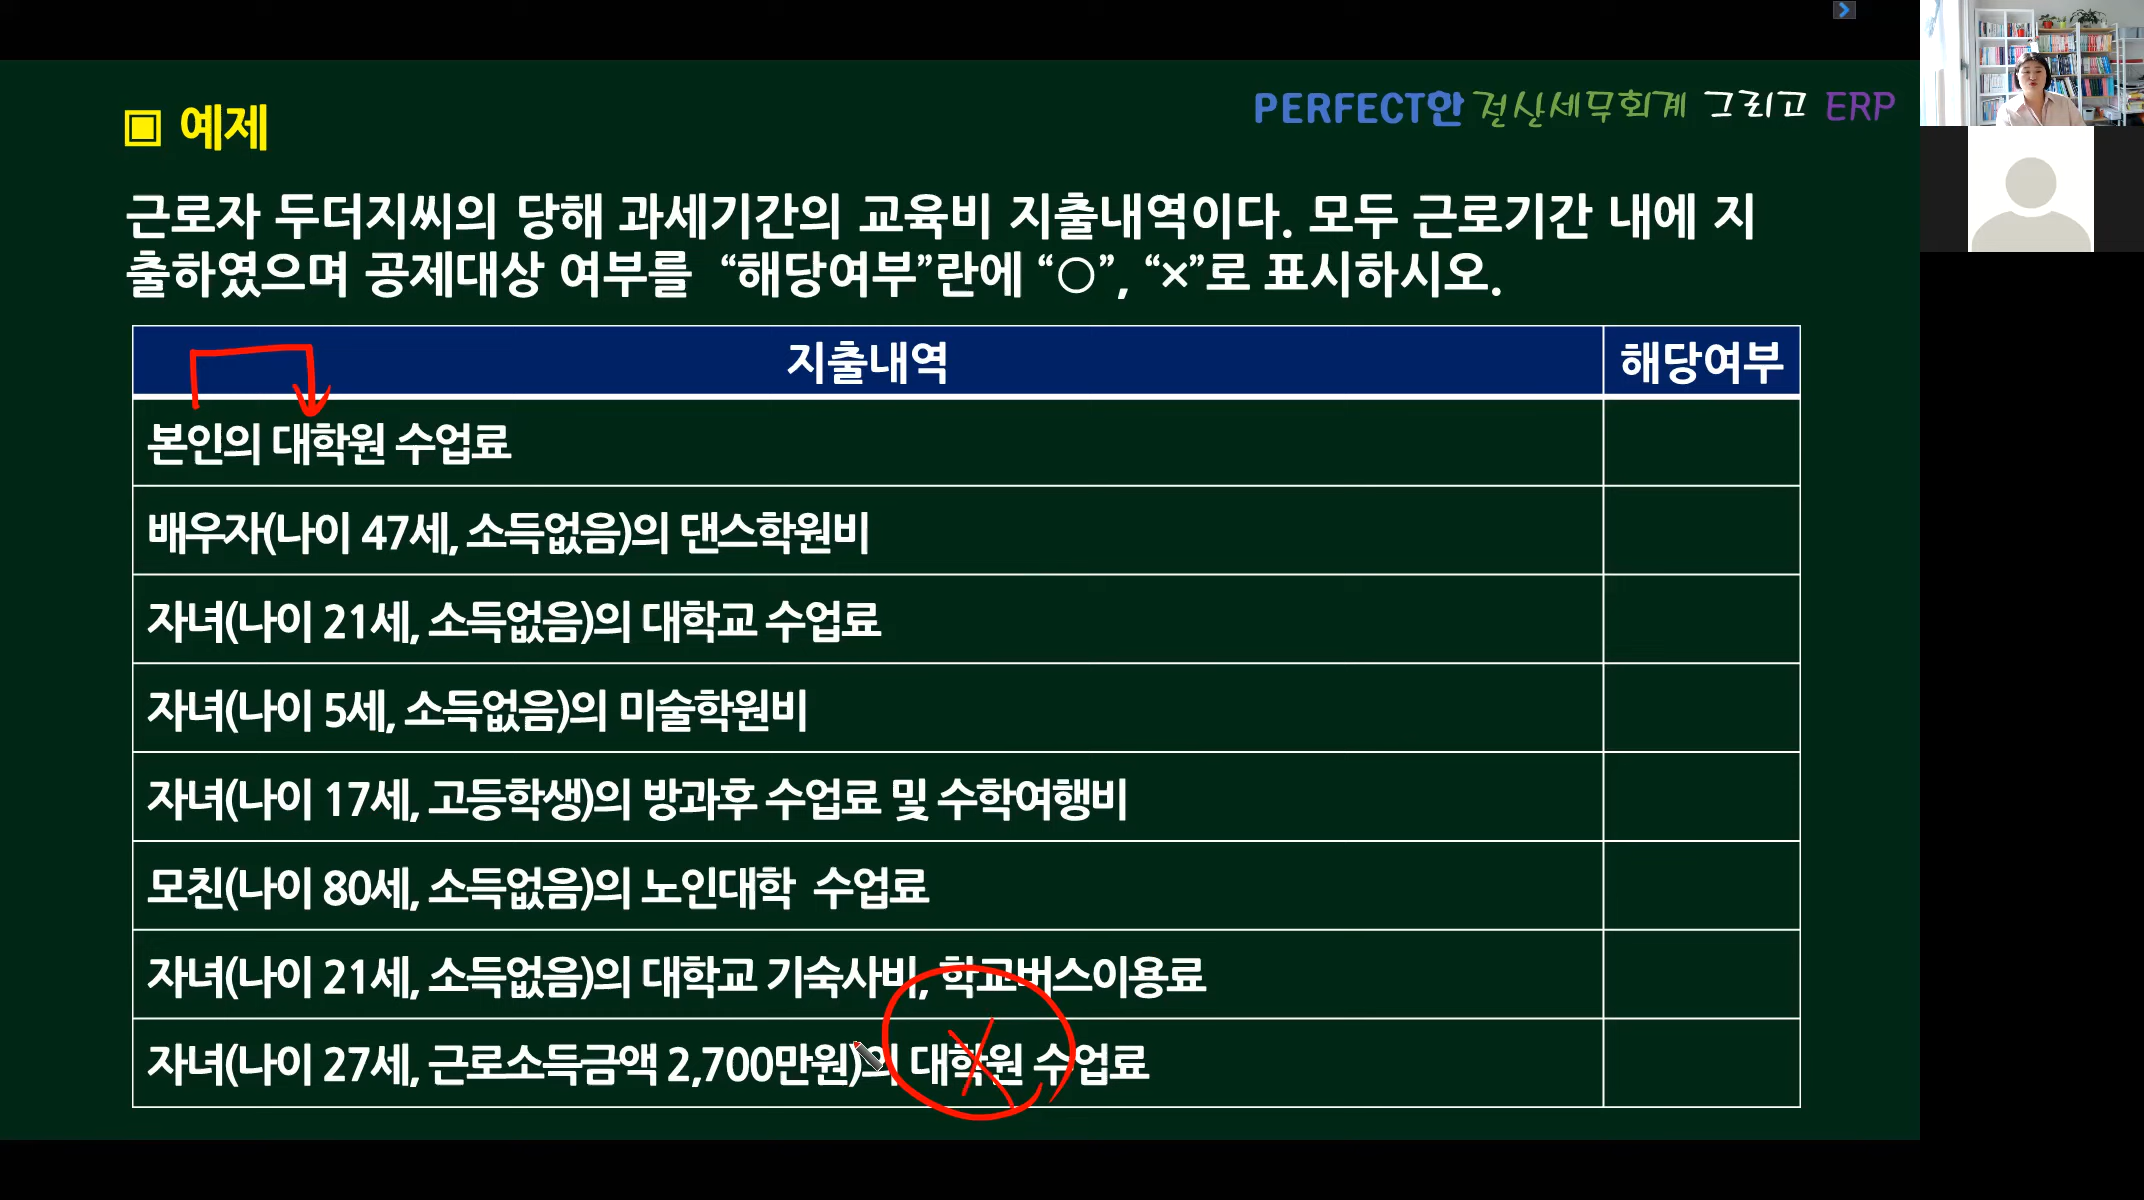 PERFECT한 전산세무회계 그리고 ERP
▣ 예제
근로자 두더지씨의 당해 과세기간의 교육비 지출내역이다. 모두 근로기간 내에 지
출하였으며 공제대상 여부를 “해당여부”란에 “○”, “×”로 표시하시오.
지출내역 해당여부
본인의 대학원 수업료
배우자(나이 47세, 소득없음)의 댄스학원비
자녀(나이 21세, 소득없음)의 대학교 수업료
자녀(나이 5세, 소득없음)의 미술학원비
자녀(나이 17세, 고등학생)의 방과후 수업료 및 수학여행비
모친(나이 80세, 소득없음)의 노인대학 수업료
자녀(나이 21세, 소득없음)의 대학교 기숙사비, 학교버스이용료
자녀(나이 27세, 근로소득금액 2,700만원)의 대학원 수업료